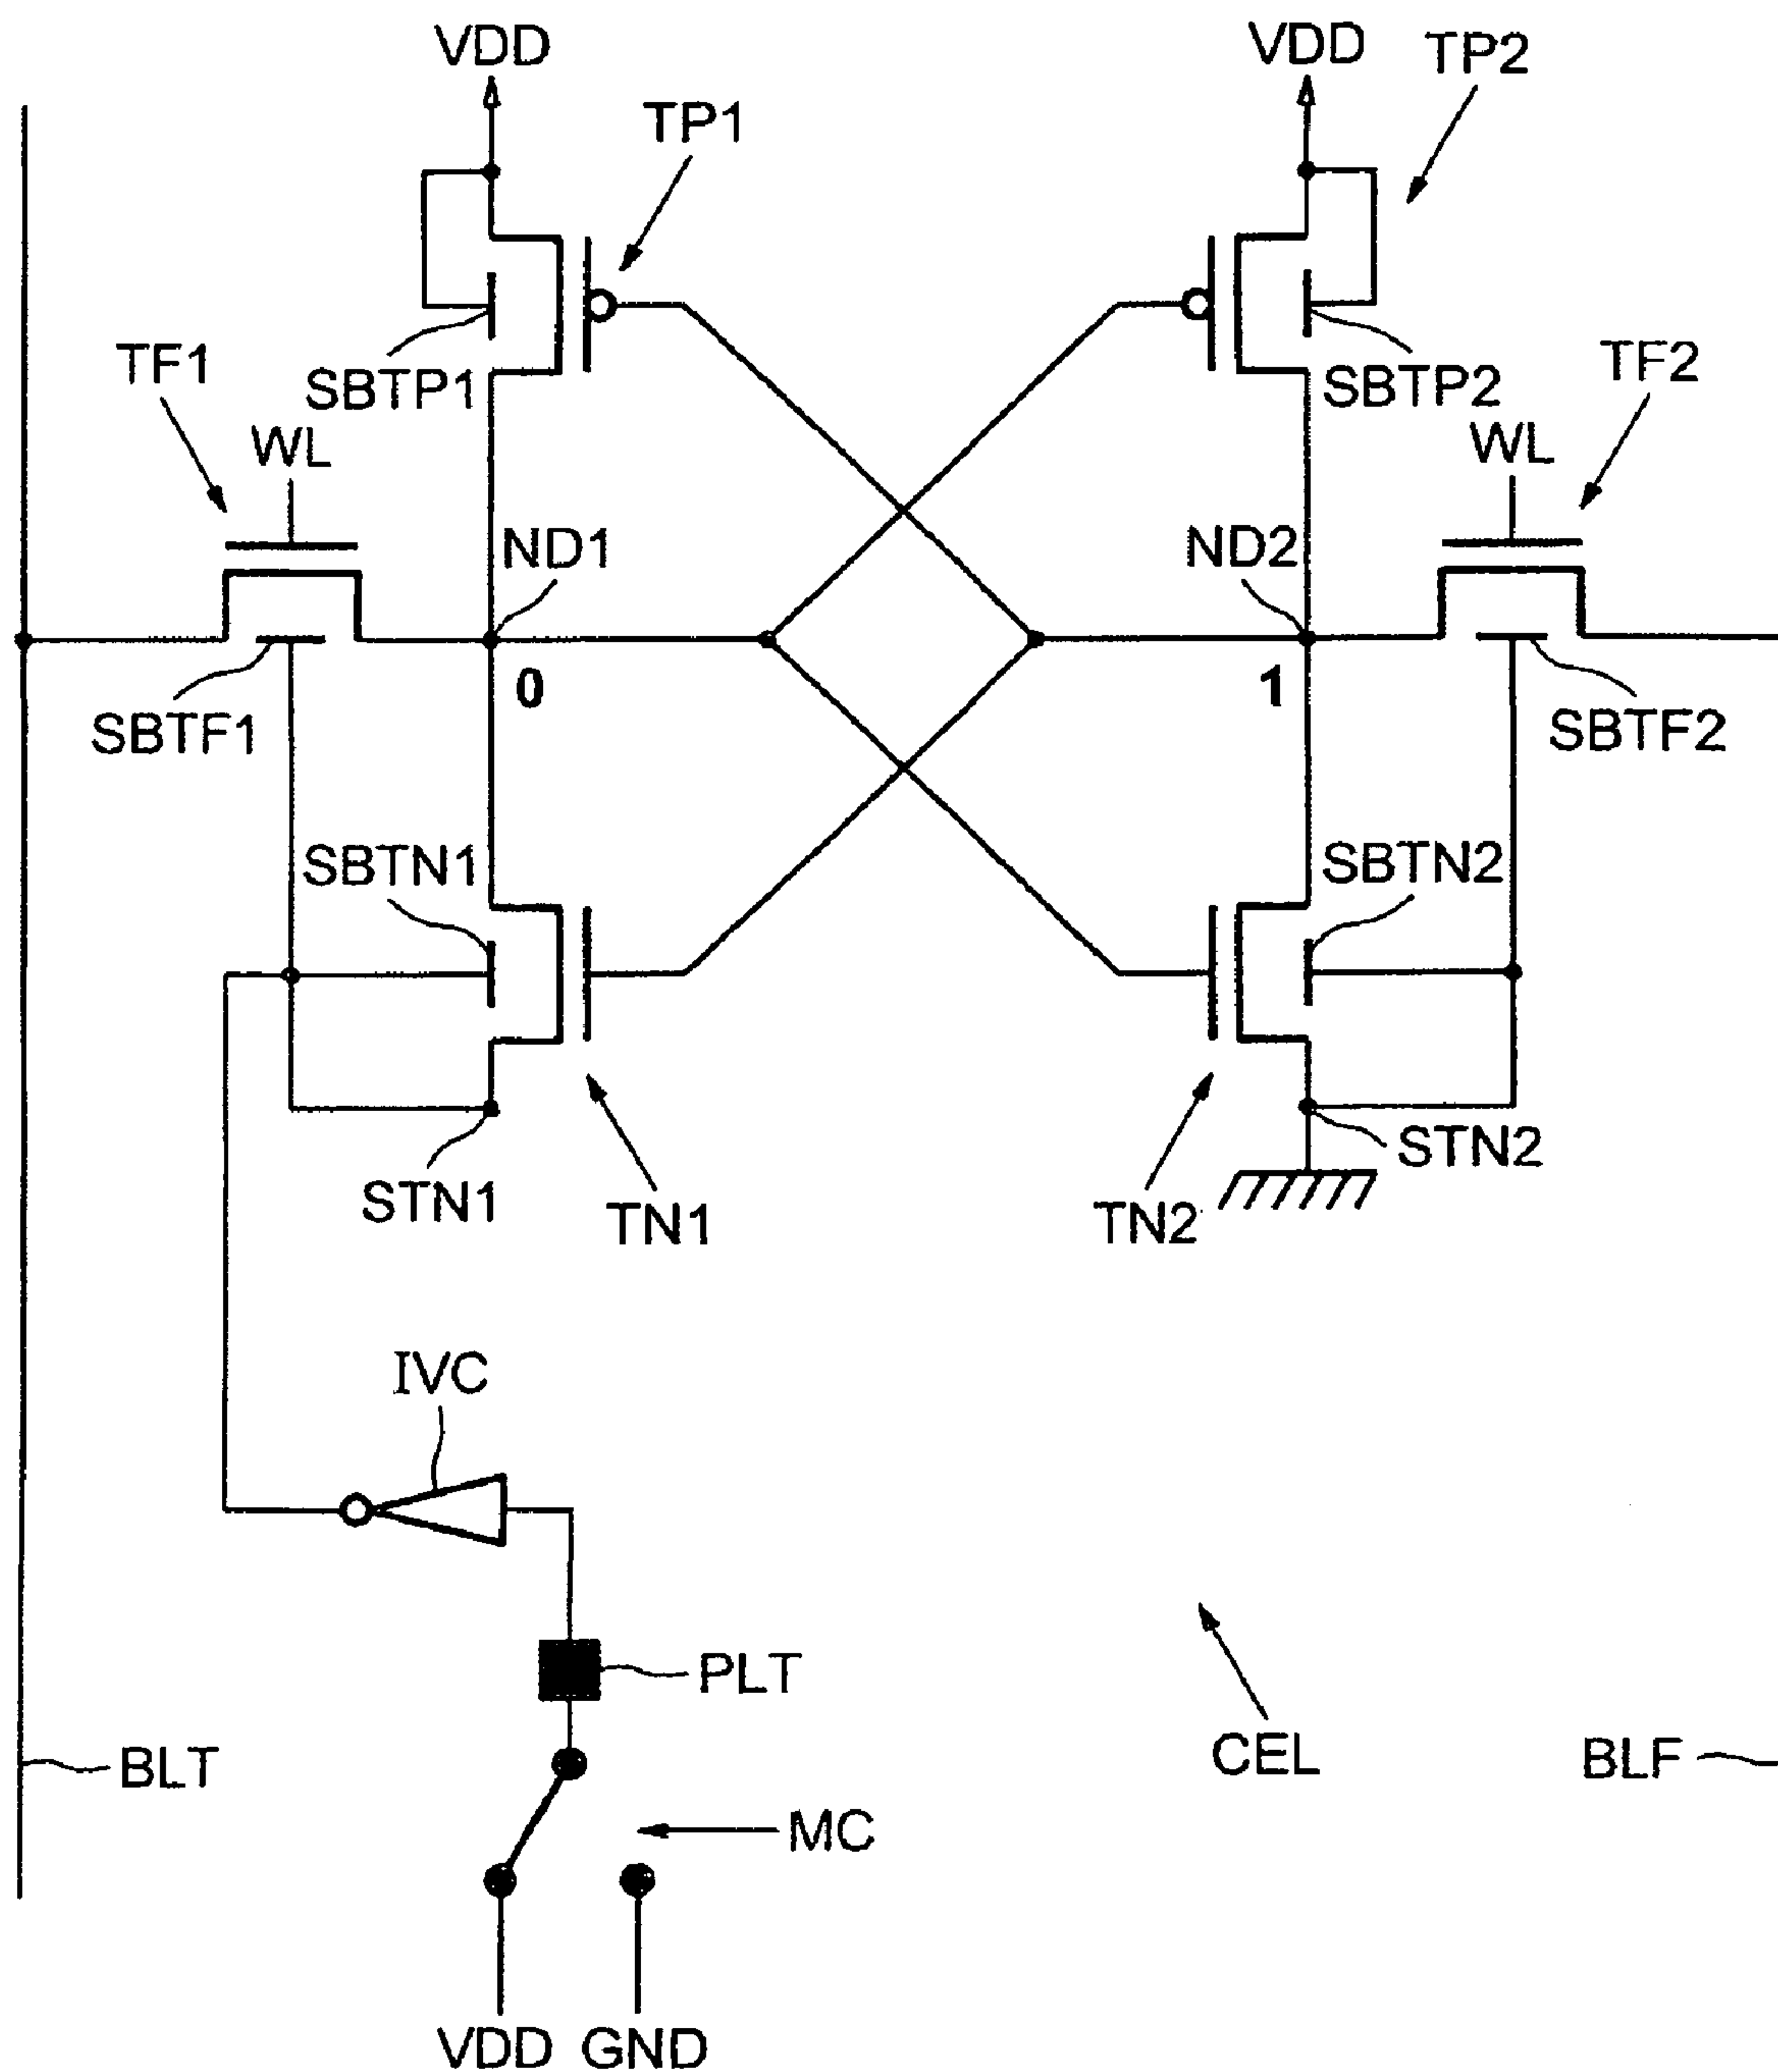 VDD
VDD
TP2
TP1
TF1
SBTP1
SBTP2
TF2
WL
WL
ND1
ND2
0
1
SBTF1
SBTF2
SBTN1
SBTN2
STN1
TN1
TN2
STN2
IVC
PLT
BLT
CEL
BLF
MC
VDD
GND